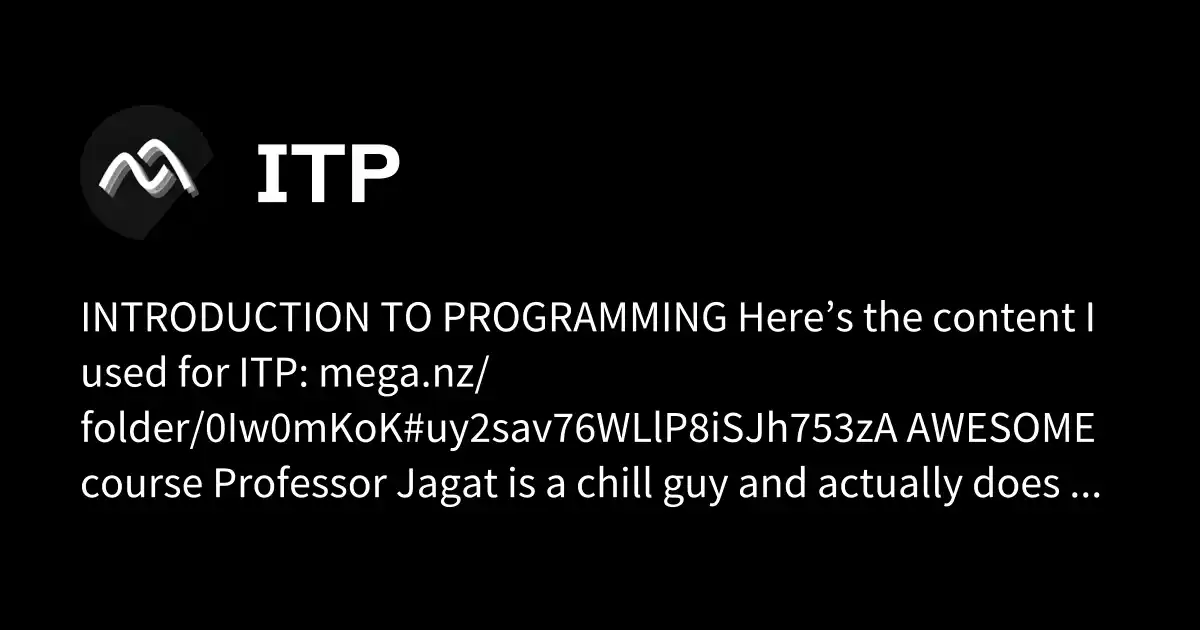 ITP
INTRODUCTION TO PROGRAMMING Here’s the content I
used for ITP: mega.nz/
folder/0Iw0mKoK#uy2sav76WLlP8iSJh753zA AWESOME
course Professor Jagat is a chill guy and actually does ...